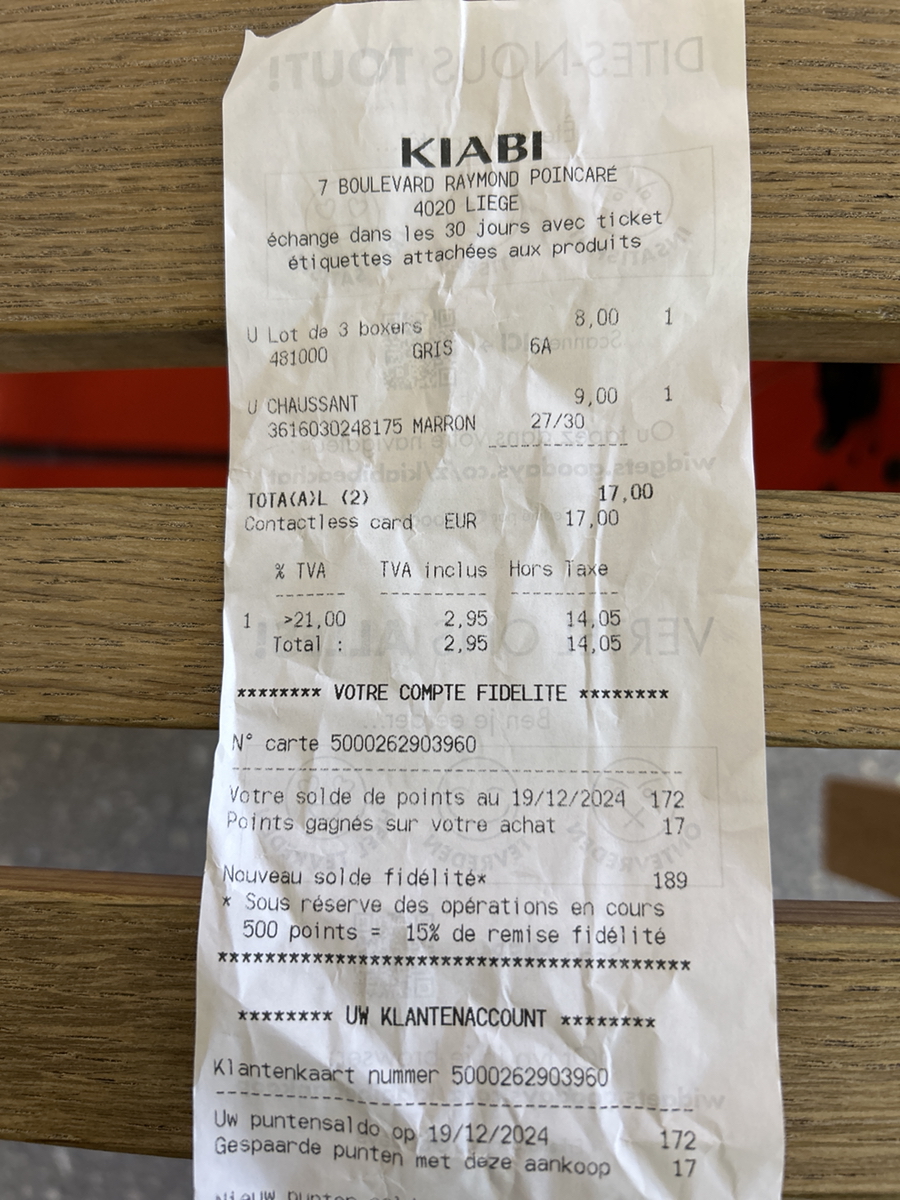 KIABI
7 BOULEVARD RAYMOND POINCARÉ
4020 LIEGE
échange dans les 30 jours avec ticket
étiquettes attachées aux produits
U Lot de 3 boxers 8,00 1
481000 GRIS 6A
U CHAUSSANT 9,00 1
3616030248175 MARRON 27/30
TOTA(A)L (2) 17,00
Contactless card EUR 17,00
% TVA TVA inclus Hors Taxe
1 >21,00 2,95 14,05
Total : 2,95 14,05
******** VOTRE COMPTE FIDELITE ********
N° carte 5000262903960
Votre solde de points au 19/12/2024 172
Points gagnés sur votre achat 17
Nouveau solde fidélité* 189
* Sous réserve des opérations en cours
500 points = 15% de remise fidélité
****************************************
******** UW KLANTENACCOUNT ********
Klantenkaart nummer 5000262903960
Uw puntensaldo op 19/12/2024 172
Gespaarde punten met deze aankoop 17